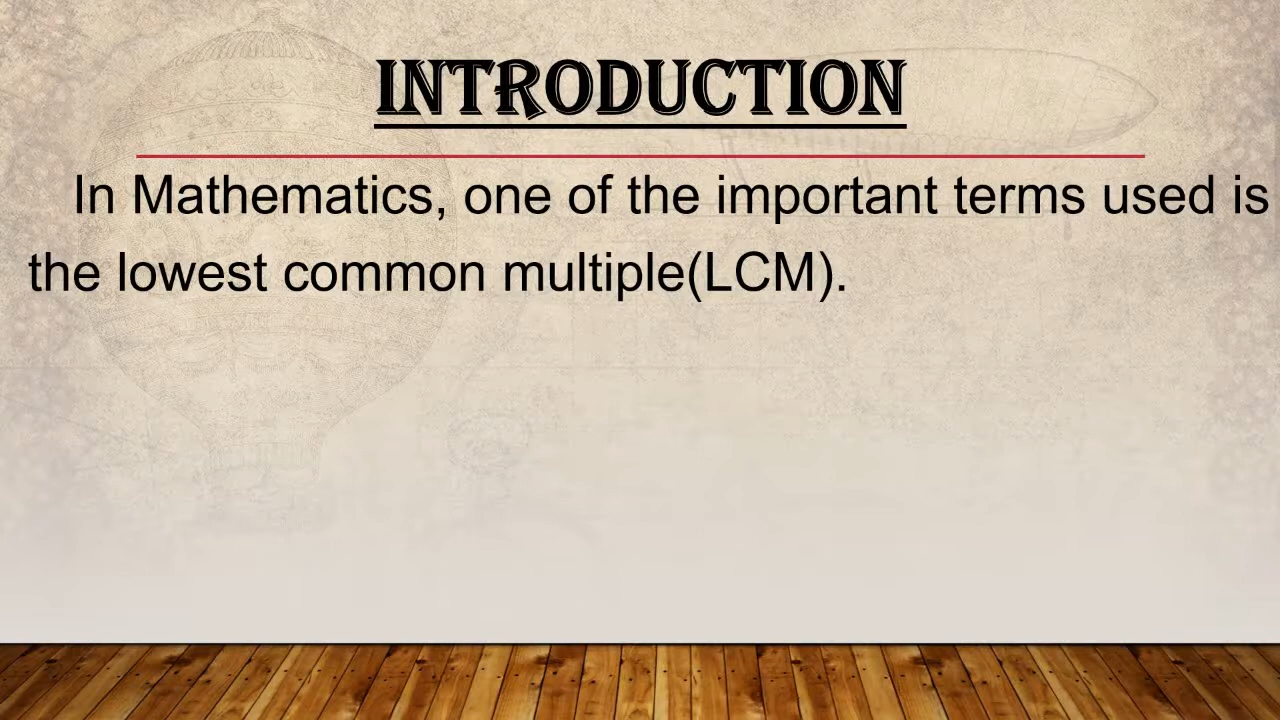 INTRODUCTION
In Mathematics, one of the important terms used is
the lowest common multiple(LCM).